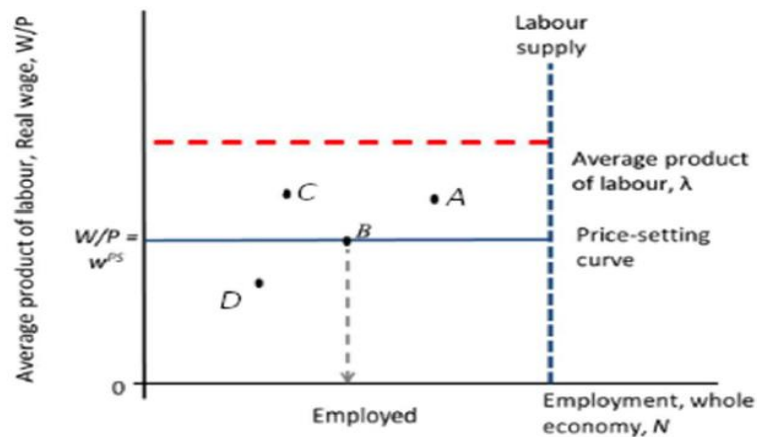 Labour
supply
Average product of labour, Real wage, W/P
Average product
of labour, λ
C
A
W/P =
w^PS
B
Price-setting
curve
D
0
Employed
Employment, whole
economy, N